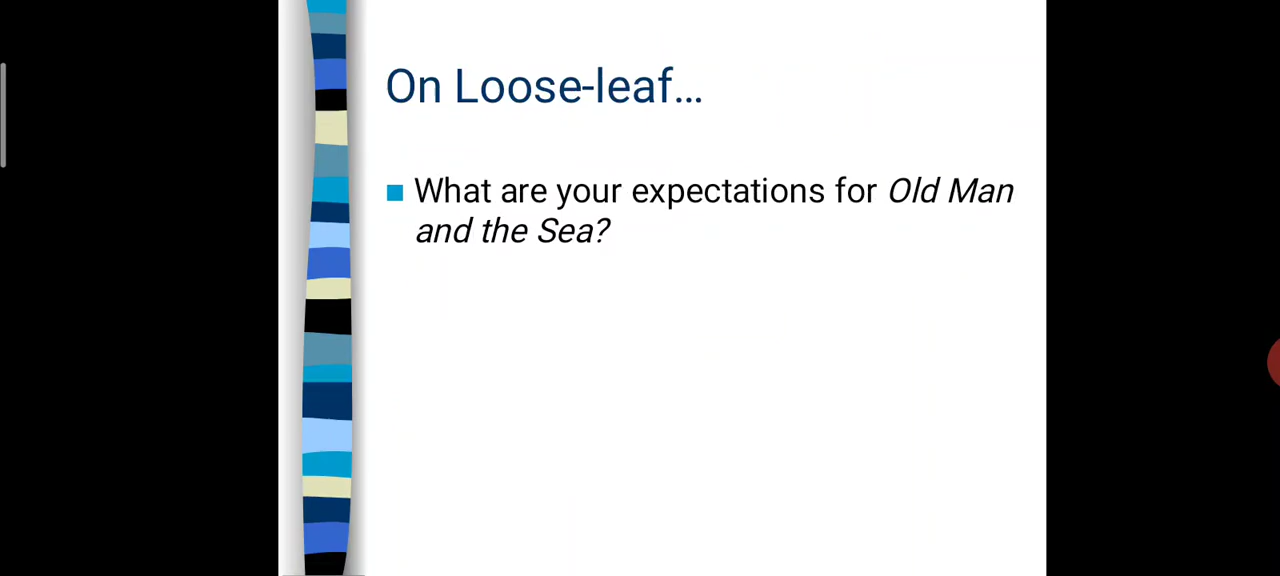 On Loose-leaf…
What are your expectations for Old Man
and the Sea?